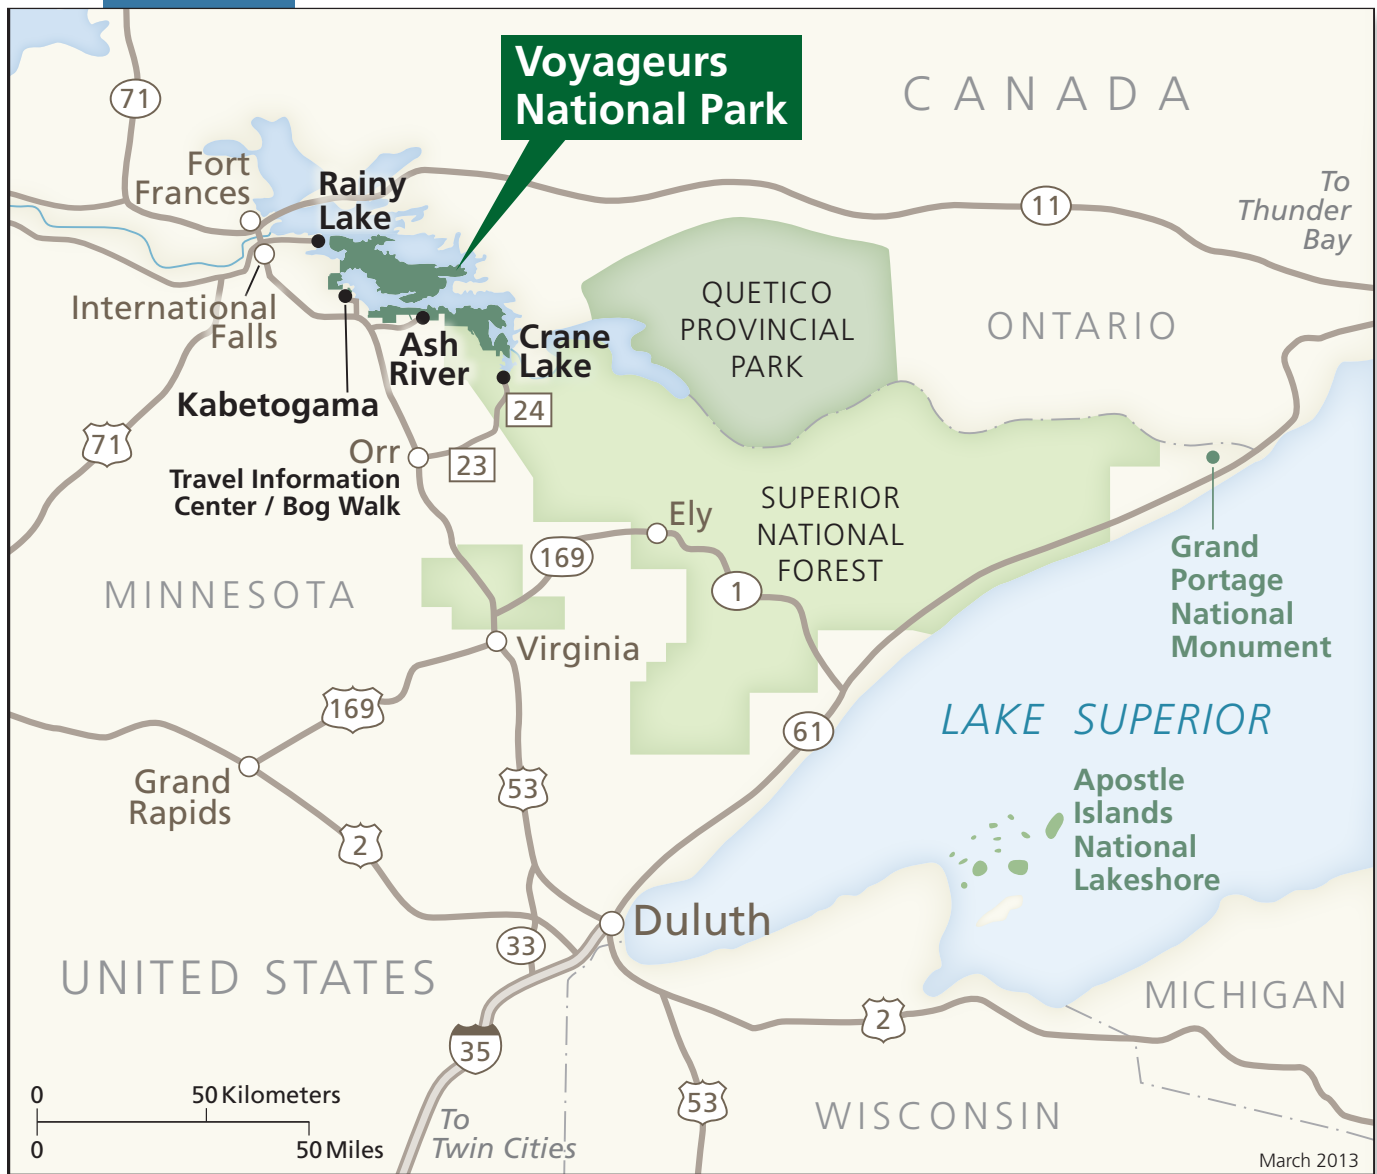 Voyageurs
National Park
CANADA
71
Fort
Frances
Rainy
Lake
11
To
Thunder
Bay
International
Falls
QUETICO
PROVINCIAL
PARK
ONTARIO
Ash
River
Crane
Lake
Kabetogama
24
71
Orr
23
Travel Information
Center / Bog Walk
SUPERIOR
NATIONAL
FOREST
Ely
169
1
Grand
Portage
National
Monument
MINNESOTA
Virginia
169
61
LAKE SUPERIOR
Grand
Rapids
53
2
Apostle
Islands
National
Lakeshore
Duluth
33
UNITED STATES
MICHIGAN
2
35
53
WISCONSIN
0 50 Kilometers
0 50 Miles
To
Twin Cities
March 2013